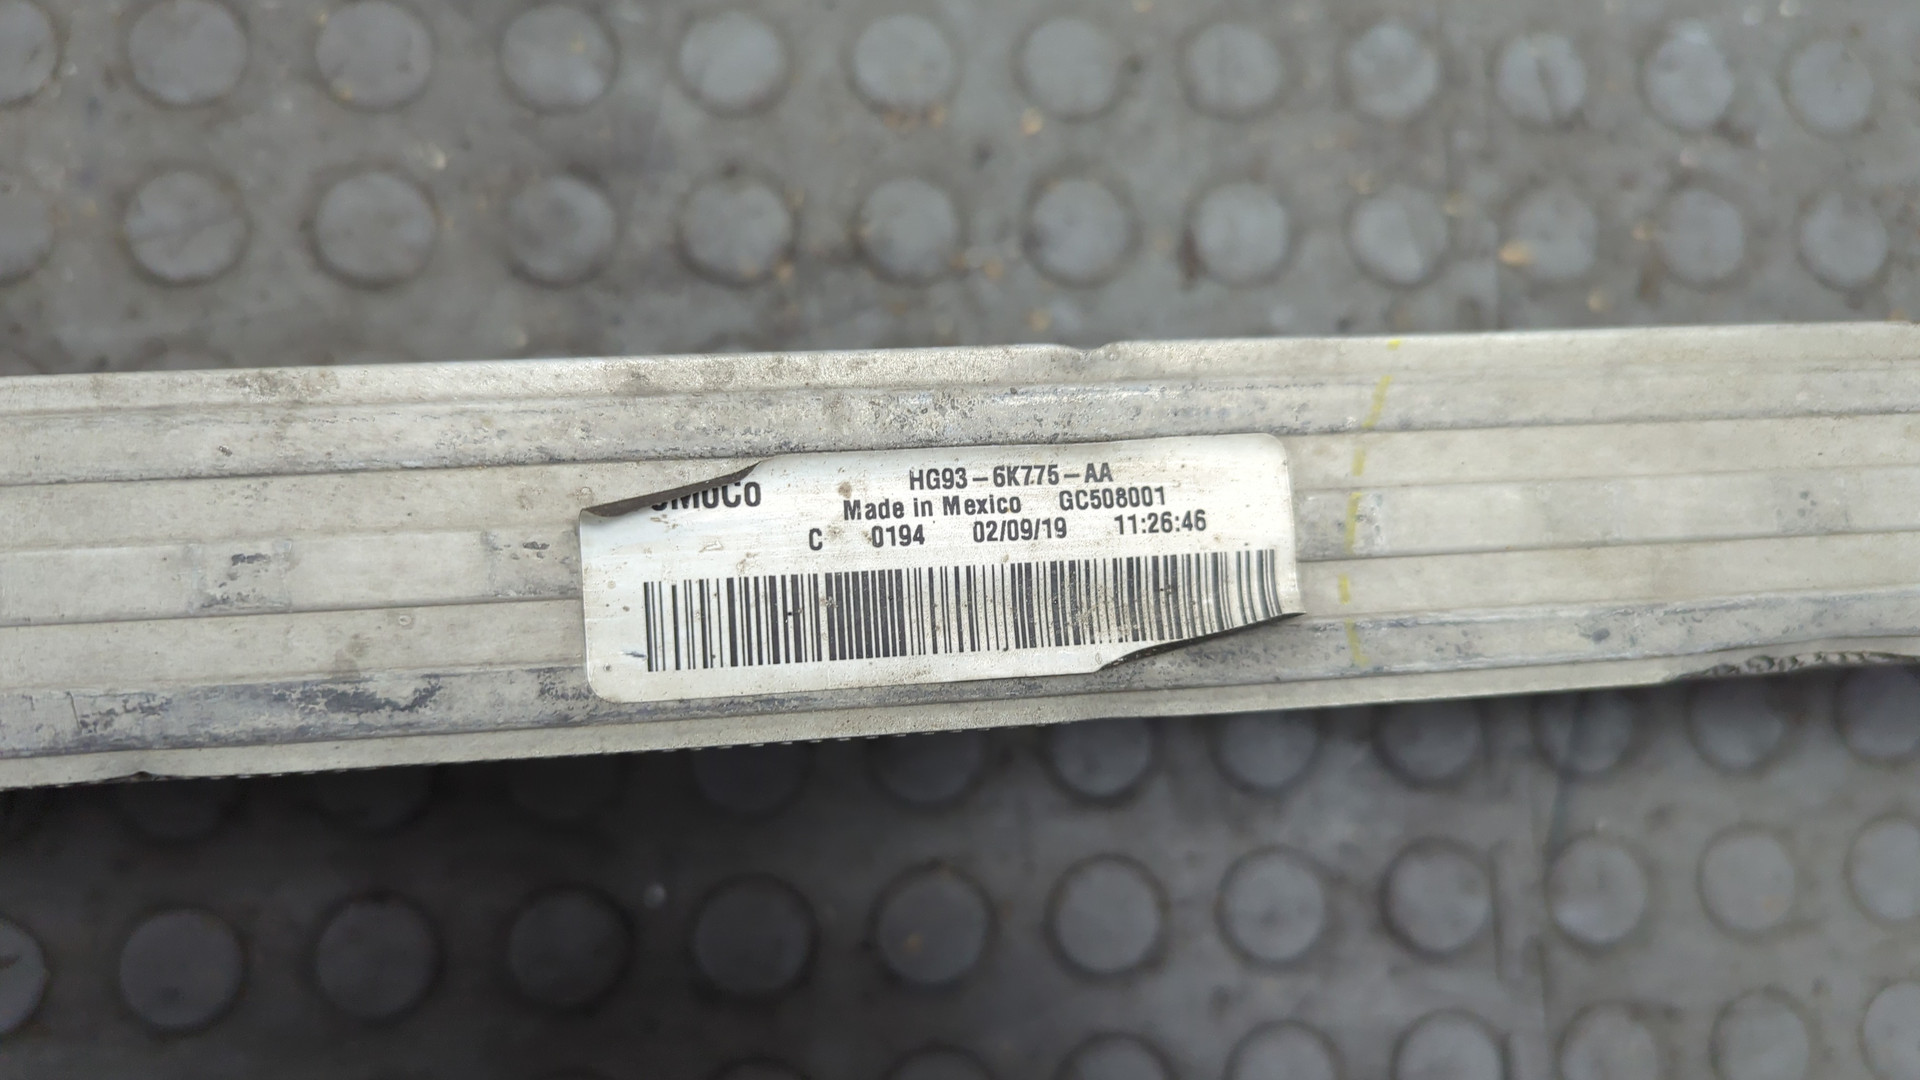 HG93-6K775-AA
Made in Mexico GC508001
C 0194 02/09/19 11:26:46